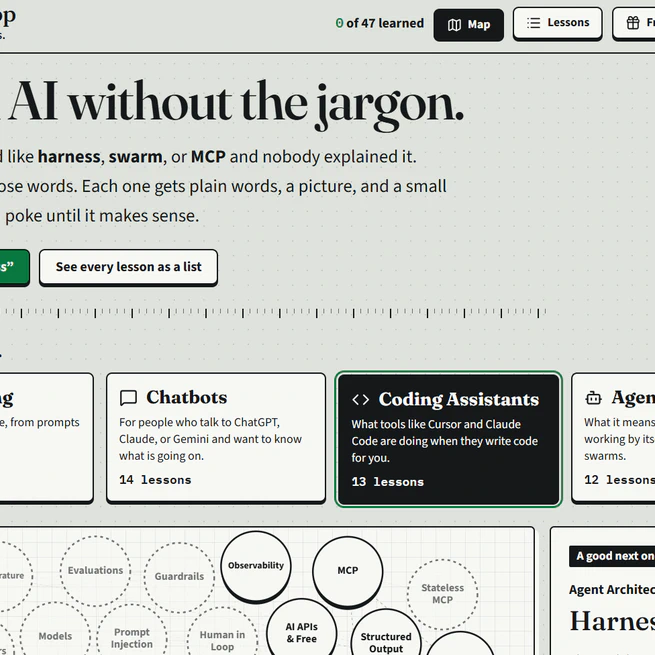 op
s.
0 of 47 learned
Map
Lessons
AI without the jargon.
d like harness, swarm, or MCP and nobody explained it.
ose words. Each one gets plain words, a picture, and a small
poke until it makes sense.
s”
See every lesson as a list
g
e, from prompts
Chatbots
For people who talk to ChatGPT,
Claude, or Gemini and want to know
what is going on.
14 lessons
Coding Assistants
What tools like Cursor and Claude
Code are doing when they write code
for you.
13 lessons
Agen
What it means
working by its
swarms.
12 lessons
rature
Evaluations
Guardrails
Observability
MCP
Stateless
MCP
rs
Models
Prompt
Injection
Human in
Loop
AI APIs
& Free
Structured
Output
A good next on
Agent Architec
Harnes